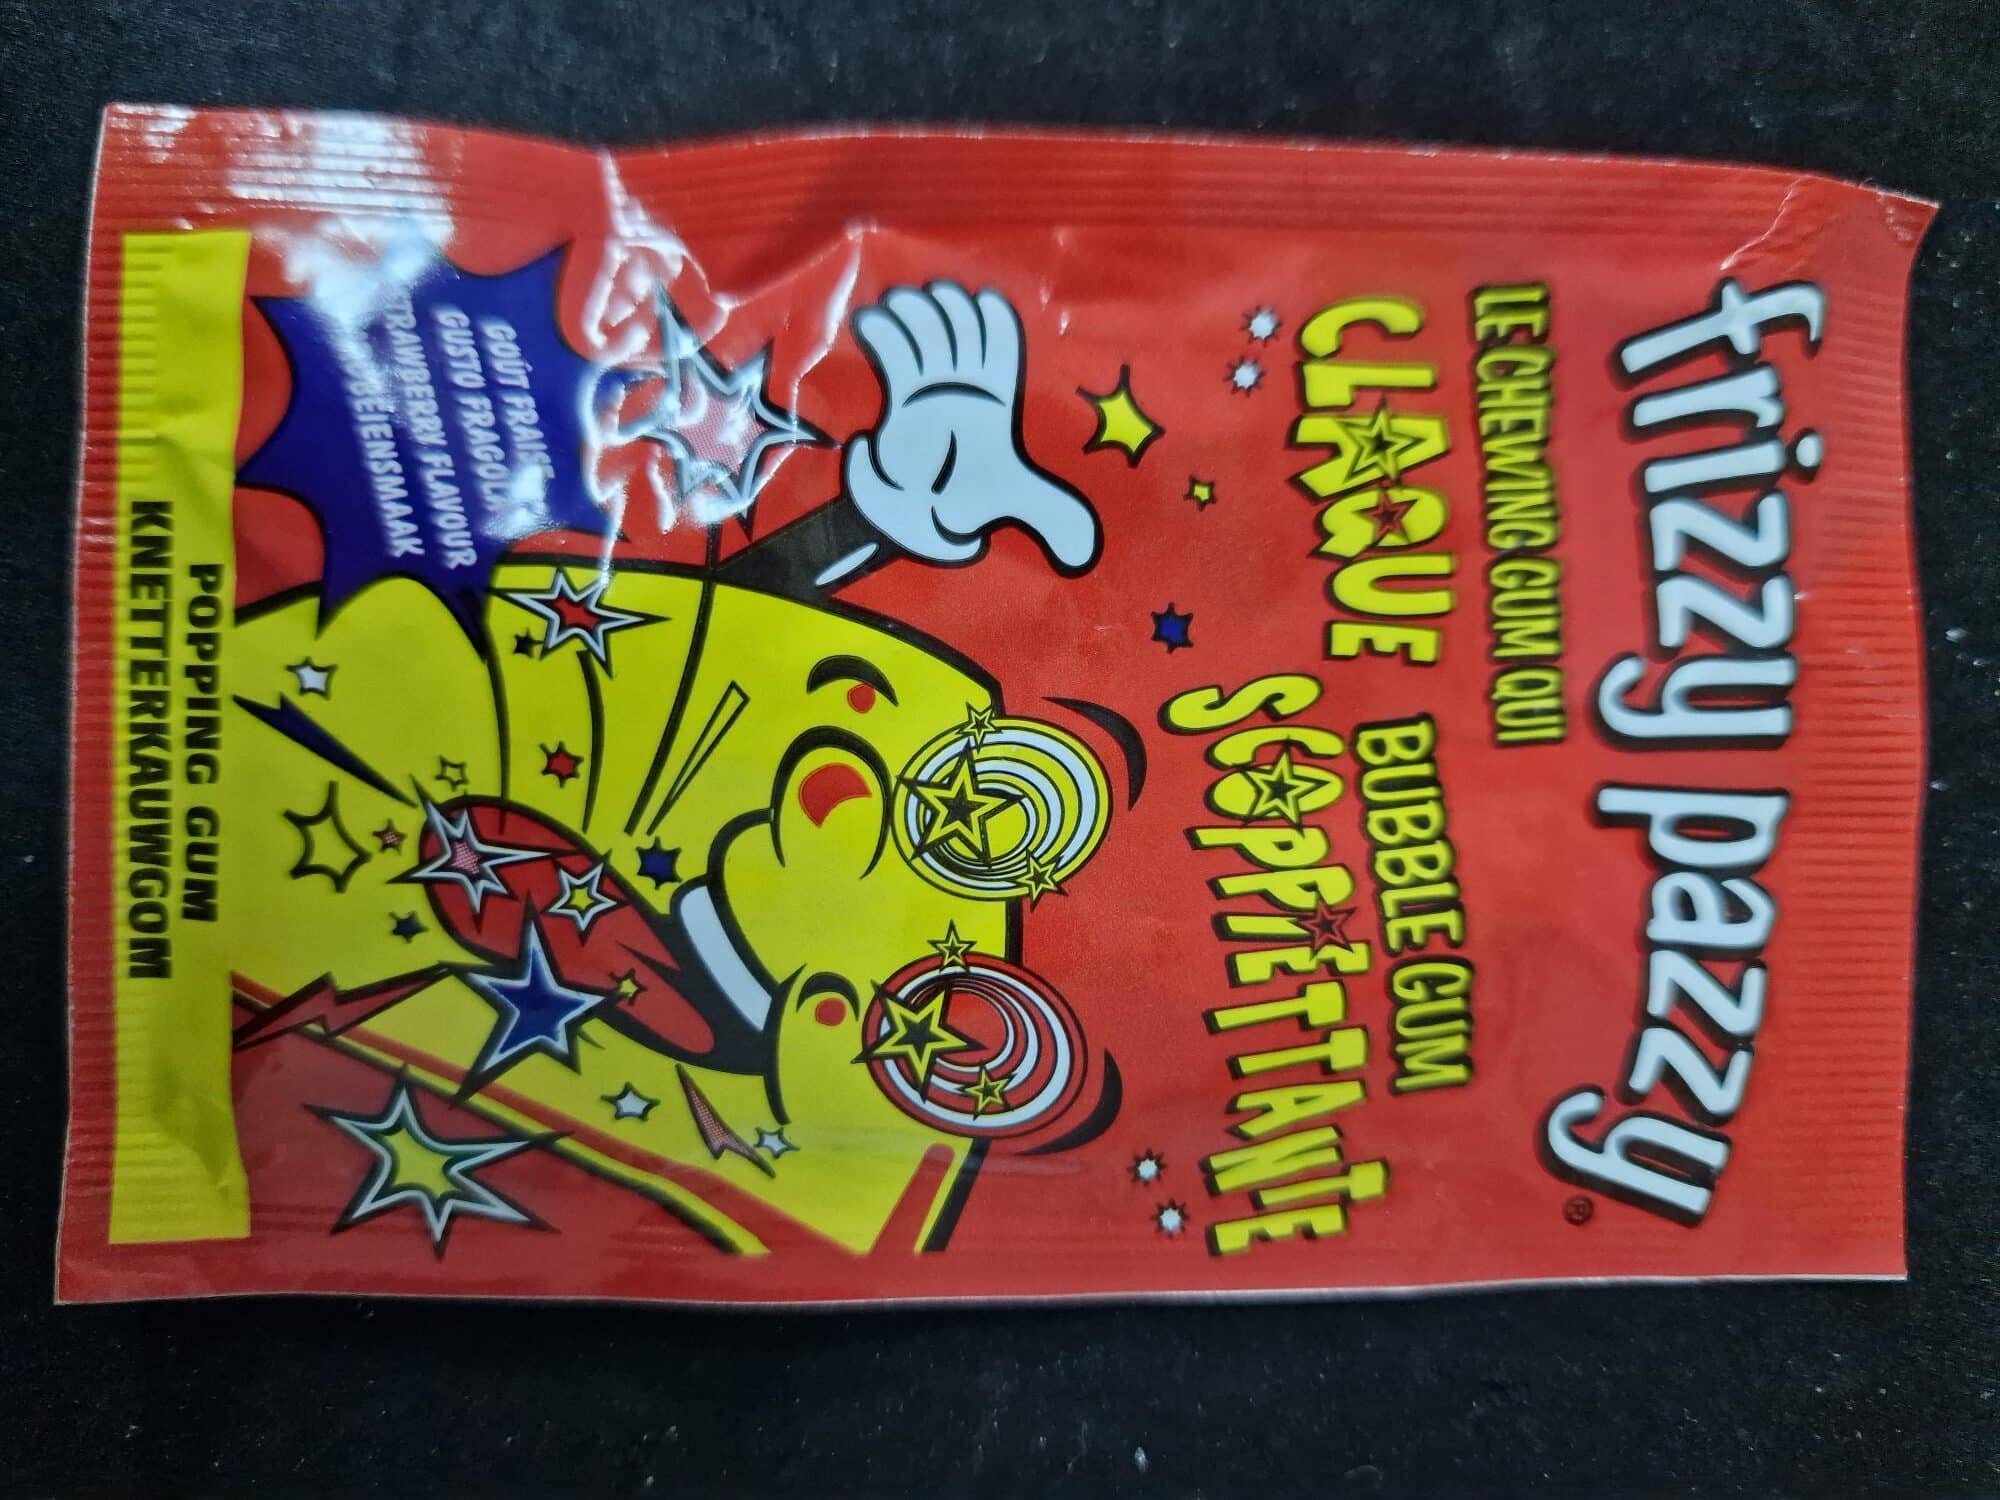 frizzy pazzy
®
LE CHEWING GUM QUI
CLAQUE
BUBBLE GUM
SCOPPIETTANTE
GOÛT FRAISE
GUSTO FRAGOLA
STRAWBERRY FLAVOUR
POPPING GUM
KNETTERKAUWGOM